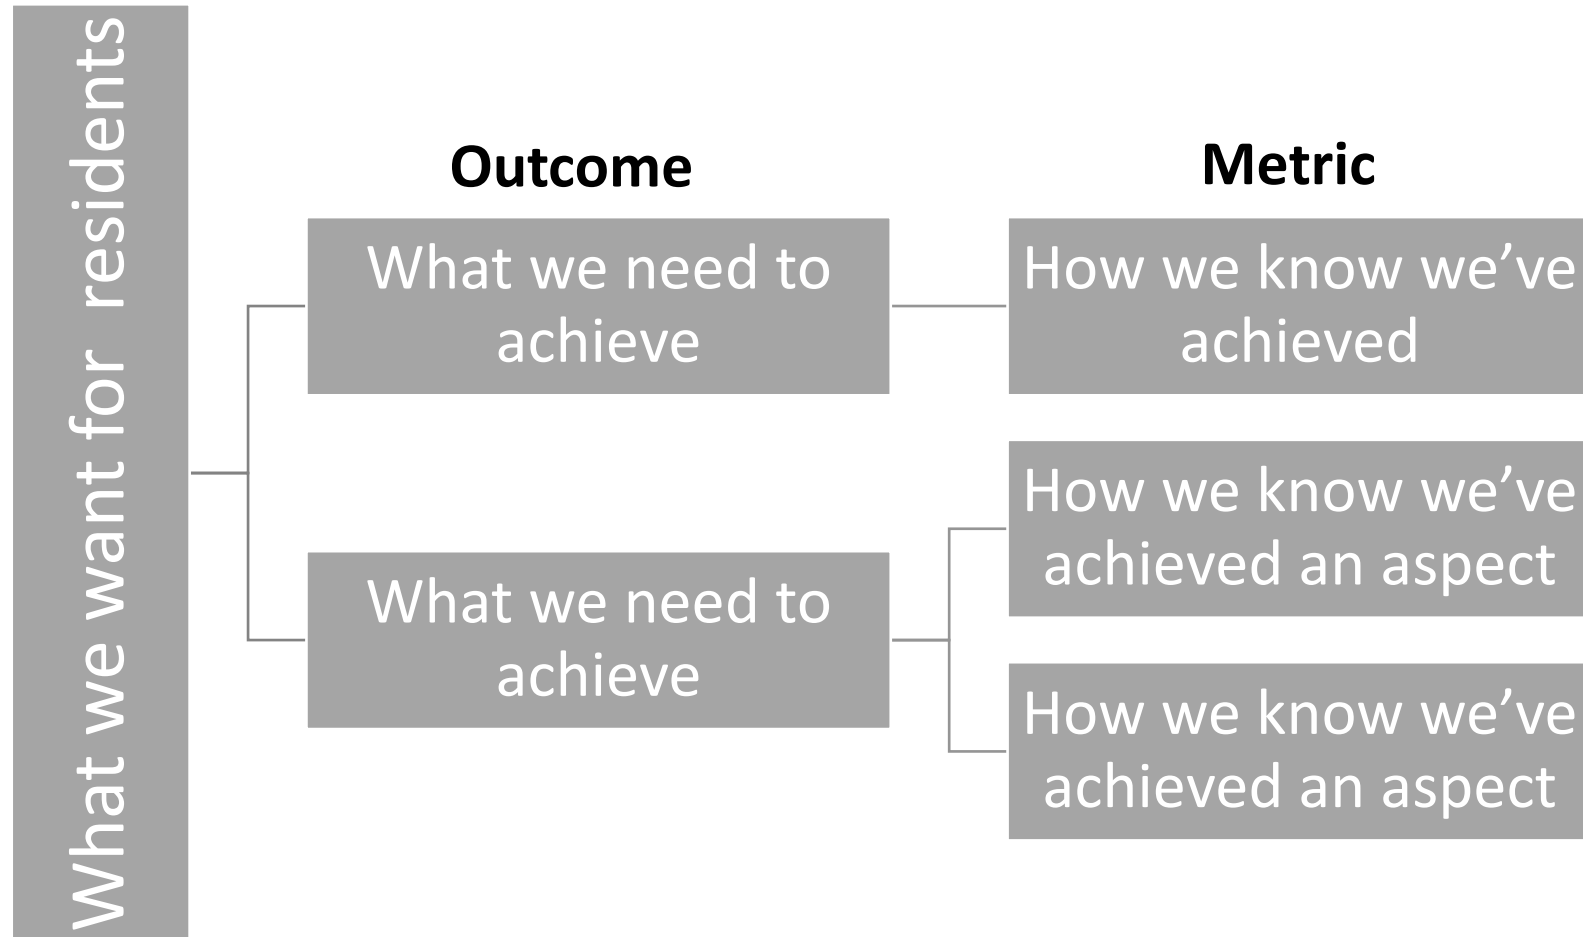 What we want for  residents
Outcome
Metric
What we need to
achieve
How we know we’ve
achieved
What we need to
achieve
How we know we’ve
achieved an aspect
How we know we’ve
achieved an aspect